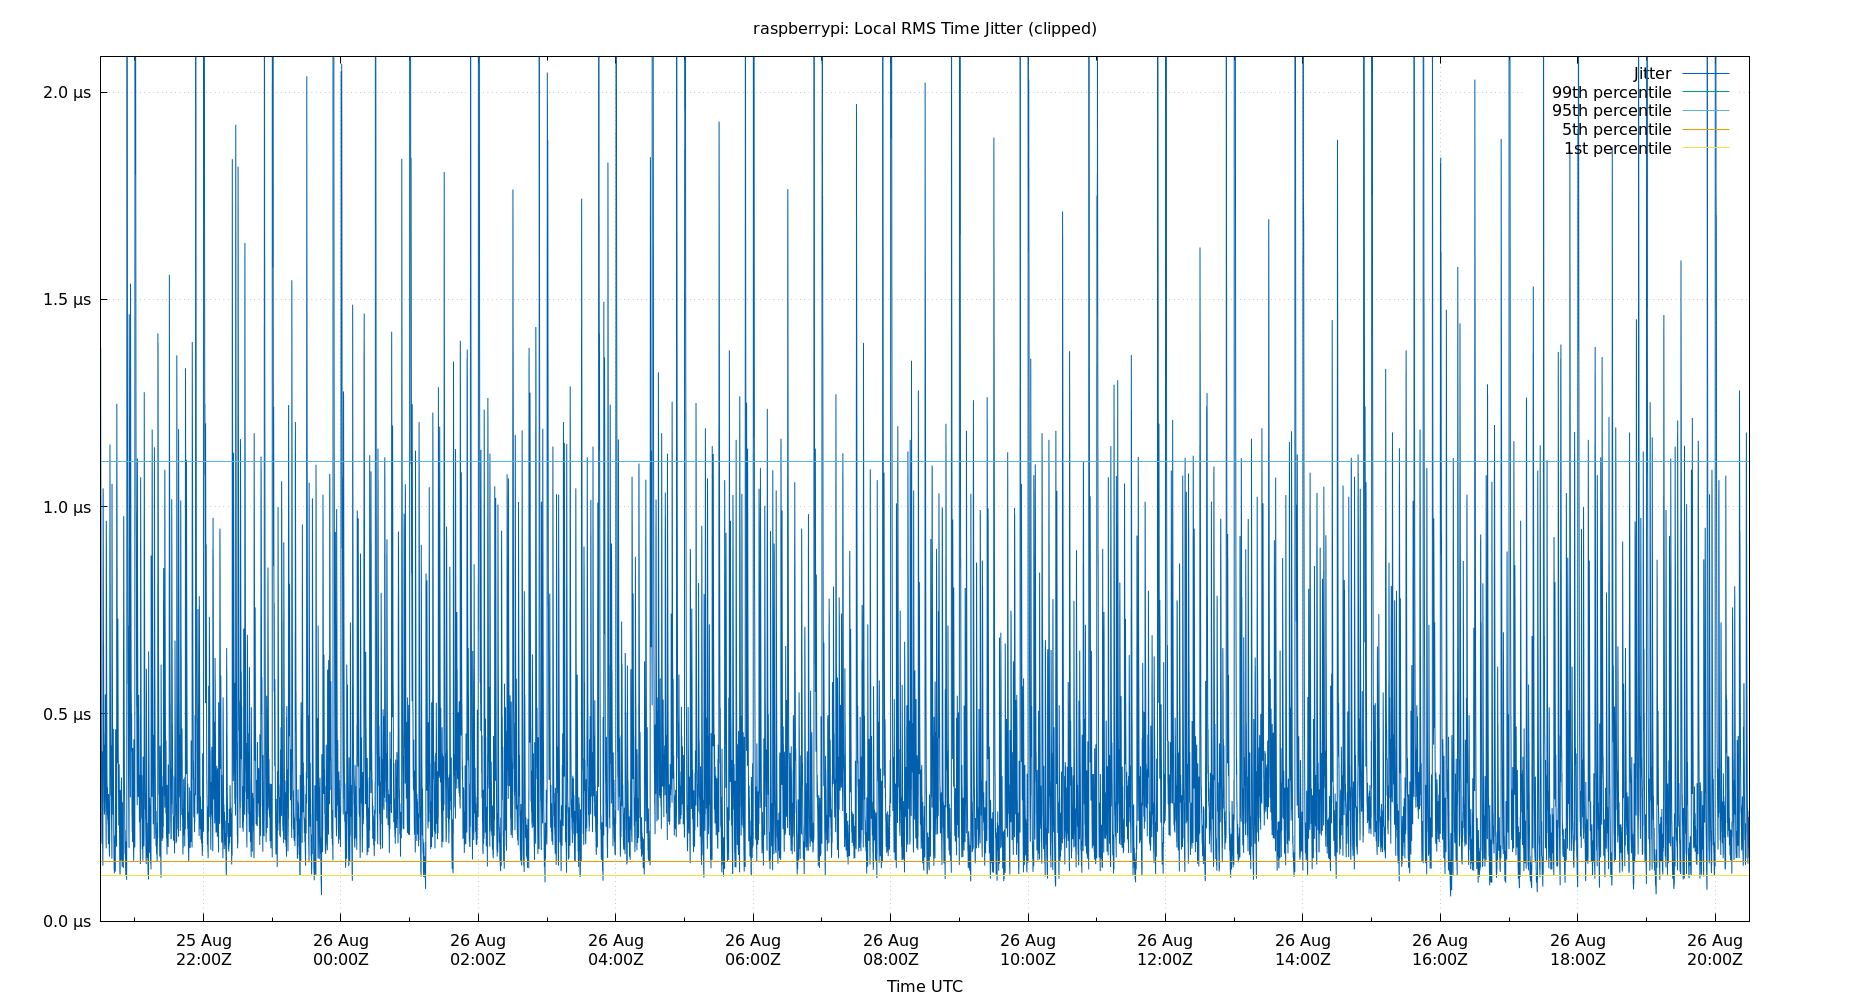 raspberrypi: Local RMS Time Jitter (clipped)
2.0 µs
1.5 µs
1.0 µs
0.5 µs
0.0 µs
Jitter
99th percentile
95th percentile
5th percentile
1st percentile
25 Aug 26 Aug 26 Aug 26 Aug 26 Aug 26 Aug 26 Aug 26 Aug 26 Aug 26 Aug 26 Aug 26 Aug
22:00Z 00:00Z 02:00Z 04:00Z 06:00Z 08:00Z 10:00Z 12:00Z 14:00Z 16:00Z 18:00Z 20:00Z
Time UTC